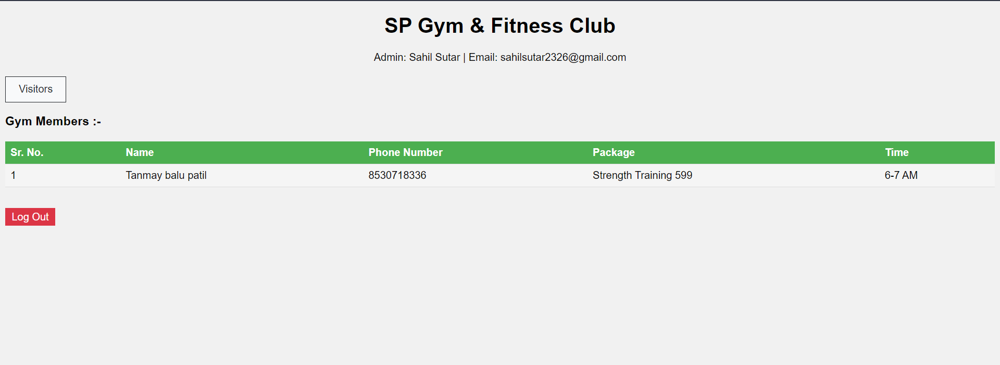 SP Gym & Fitness Club
Admin: Sahil Sutar | Email: sahilsutar2326@gmail.com
Visitors
Gym Members :-
Sr. No. Name Phone Number Package Time
1 Tanmay balu patil 8530718336 Strength Training 599 6-7 AM
Log Out